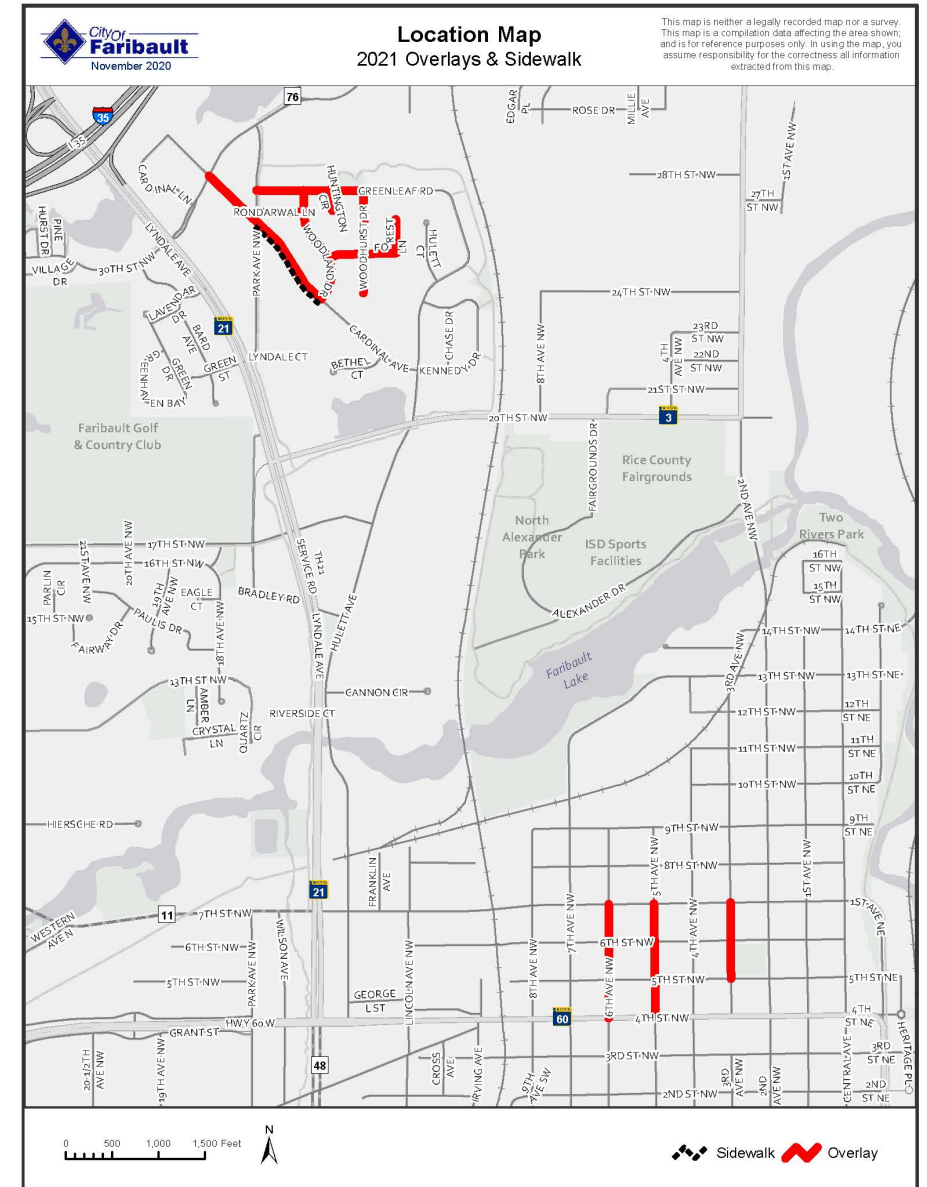 City Of
Faribault
November 2020
Location Map
2021 Overlays & Sidewalk
This map is neither a legally recorded map nor a survey.
This map is a compilation data affecting the area shown;
and is for reference purposes only. In using the map, you
assume responsibility for the correctness all information
extracted from this map.
76
35
I 35
EDGAR
PL
ROSE DR
MILLIE
AVE
1ST AVE NW
28TH ST NW
27TH
ST NW
CARDINAL LN
HUNTINGTON
CIR
GREENLEAF RD
RONDARWAL LN
PARK AVE NW
WOODLAND DR
WOODHURST DR
FOREST
LN
HULETT
CT
PINE
HURST DR
VILLAGE
DR
30TH ST NW
LYNDALE AVE
LAVENDAR
DR
BARD
AVE
21
GREEN
ST
GREEN
DR
GREENHAV
EN BAY
LYNDALE CT
BETHEL
CT
CARDINAL AVE
KENNEDY DR
CHASE DR
24TH ST NW
8TH AVE NW
23RD
ST NW
4TH
AVE NW
22ND
ST NW
21ST ST NW
20TH ST NW
3
Faribault Golf
& Country Club
Rice County
Fairgrounds
FAIRGROUNDS DR
2ND AVE NW
North
Alexander
Park
ISD Sports
Facilities
Two
Rivers Park
16TH
ST NW
15TH
ST NW
ALEXANDER DR
17TH ST NW
16TH ST NW
21ST AVE NW
20TH AVE NW
19TH
AVE NW
EAGLE
CT
PARLIN
CIR
15TH ST NW
FAIRWAY DR
PAULIS DR
18TH AVE NW
BRADLEY RD
TH21
SERVICE RD
LYNDALE AVE
HULETT AVE
14TH ST NW
14TH ST NE
Faribault
Lake
3RD AVE NW
13TH ST NW
13TH ST NE
13TH ST NW
CANNON CIR
AMBER
LN
CRYSTAL
LN
QUARTZ
CIR
RIVERSIDE CT
12TH ST NW
12TH
ST NE
11TH ST NW
11TH
ST NE
10TH ST NW
10TH
ST NE
HIERSCHE RD
9TH ST NW
9TH
ST NE
8TH ST NW
5TH AVE NW
1ST AVE NW
FRANKLIN
AVE
21
11
7TH ST NW
WESTERN
AVE N
1ST AVE NE
6TH ST NW
5TH ST NW
PARK AVE NW
WILSON AVE
LINCOLN AVE NW
8TH AVE NW
7TH AVE NW
6TH ST NW
6TH AVE NW
4TH AVE NW
5TH ST NW
5TH ST NE
GEORGE
L ST
HWY 60 W
GRANT ST
60
4TH ST NW
4TH
ST NE
HERITAGE PL
48
20-1/2TH
AVE NW
19TH AVE NW
CROSS
AVE
IRVING AVE
9TH
AVE SW
3RD ST NW
2ND ST NW
3RD
AVE NW
2ND
AVE NW
CENTRAL AVE
3RD
ST NE
2ND
ST NE
0 500 1,000 1,500 Feet
N
Sidewalk
Overlay